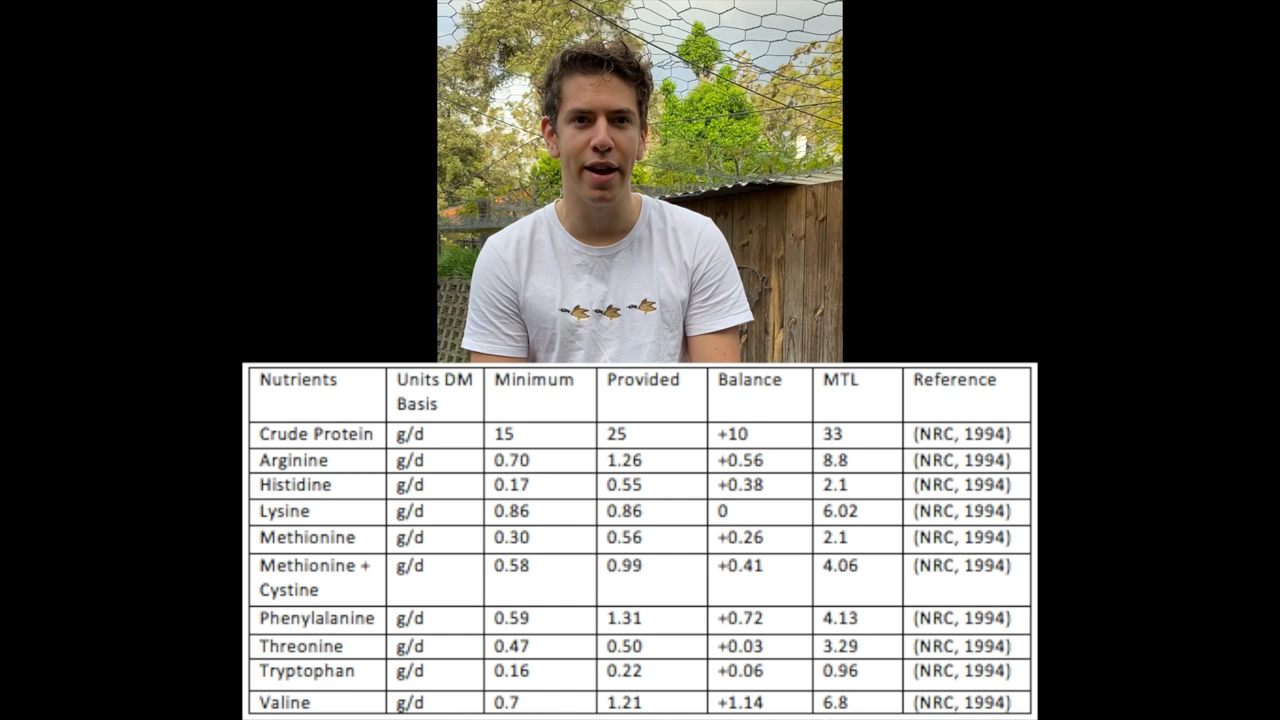 Nutrients Units DM Basis Minimum Provided Balance MTL Reference
Crude Protein g/d 15 25 +10 33 (NRC, 1994)
Arginine g/d 0.70 1.26 +0.56 8.8 (NRC, 1994)
Histidine g/d 0.17 0.55 +0.38 2.1 (NRC, 1994)
Lysine g/d 0.86 0.86 0 6.02 (NRC, 1994)
Methionine g/d 0.30 0.56 +0.26 2.1 (NRC, 1994)
Methionine + Cystine g/d 0.58 0.99 +0.41 4.06 (NRC, 1994)
Phenylalanine g/d 0.59 1.31 +0.72 4.13 (NRC, 1994)
Threonine g/d 0.47 0.50 +0.03 3.29 (NRC, 1994)
Tryptophan g/d 0.16 0.22 +0.06 0.96 (NRC, 1994)
Valine g/d 0.7 1.21 +1.14 6.8 (NRC, 1994)